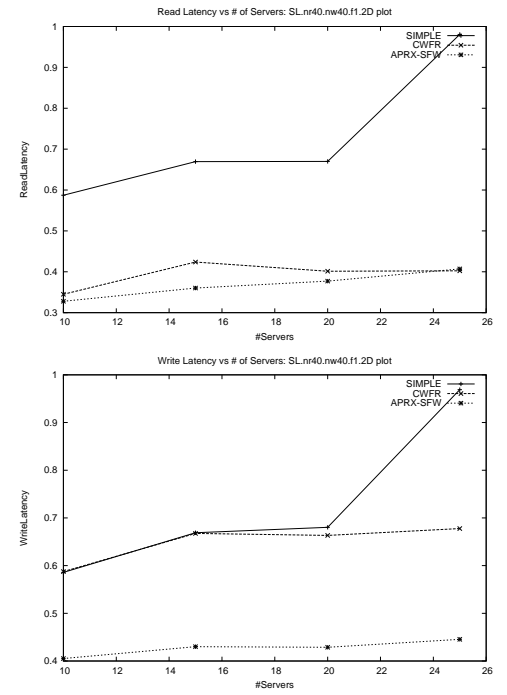 Read Latency vs # of Servers: SL.nr40.nw40.f1.2D plot
1
SIMPLE
CWFR
APRX-SFW
0.9
0.8
0.7
0.6
0.5
0.4
0.3
ReadLatency
10 12 14 16 18 20 22 24 26
#Servers
Write Latency vs # of Servers: SL.nr40.nw40.f1.2D plot
1
SIMPLE
CWFR
APRX-SFW
0.9
0.8
0.7
0.6
0.5
0.4
WriteLatency
10 12 14 16 18 20 22 24 26
#Servers